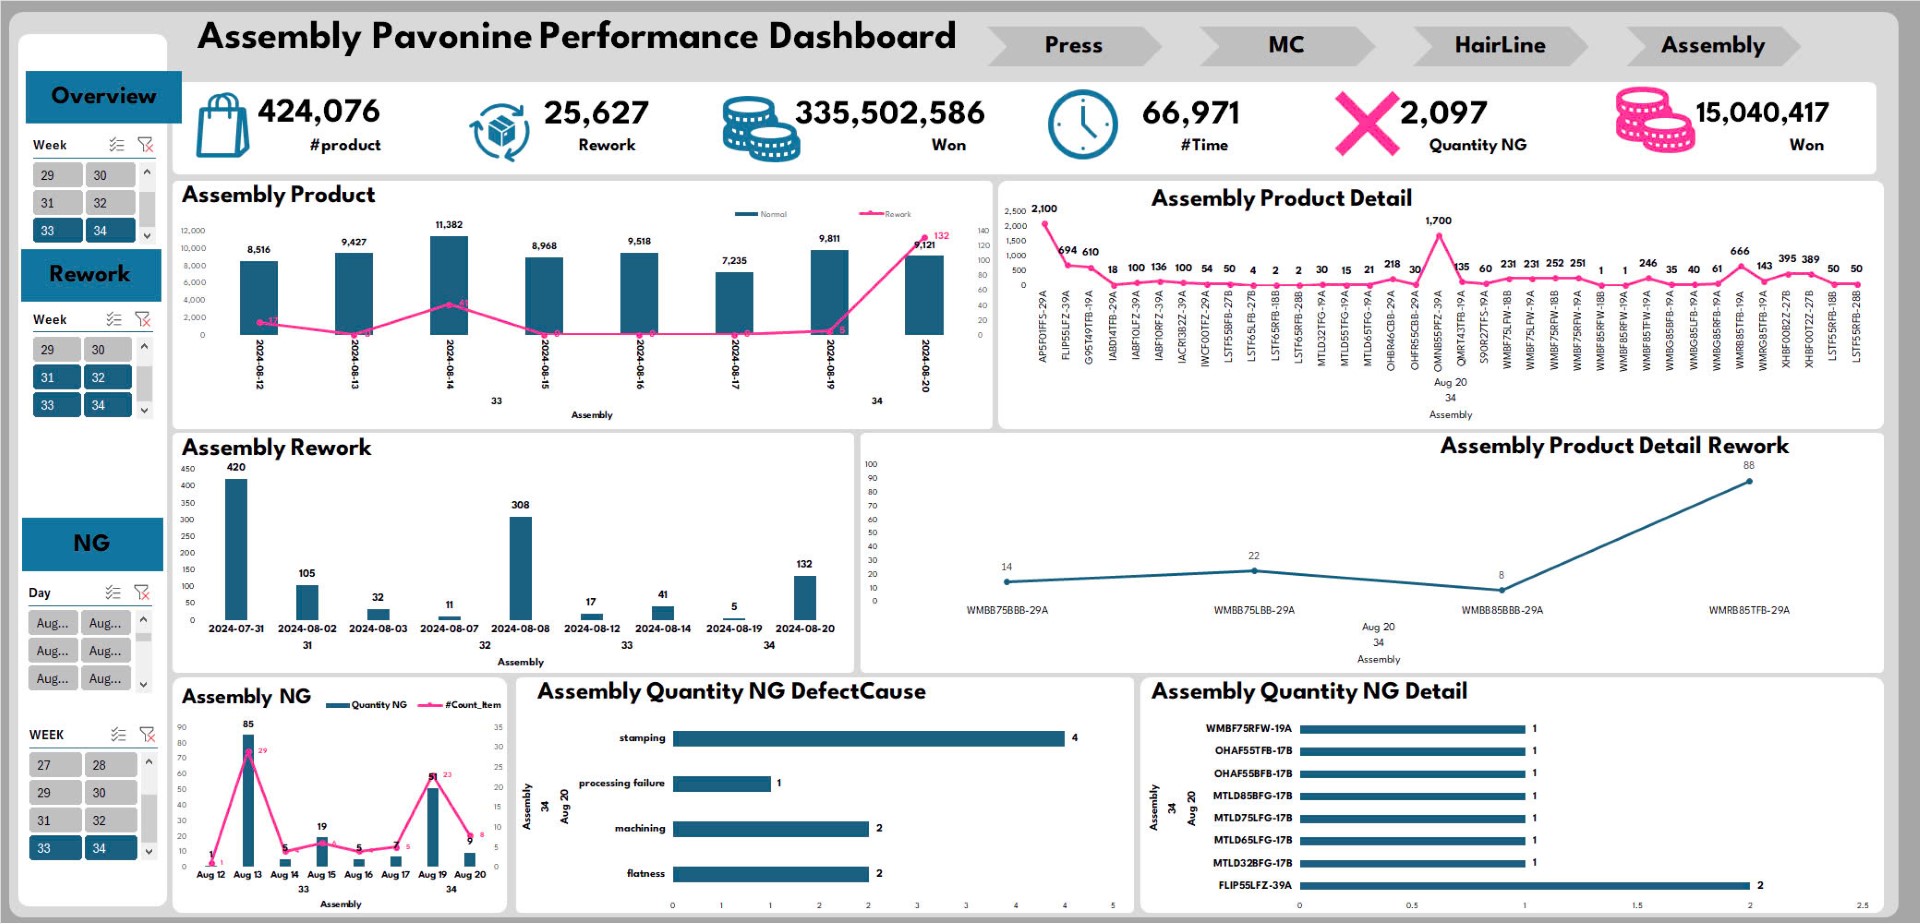 Assembly Pavonine Performance Dashboard
Press
MC
HairLine
Assembly
Overview
Week
29 30
31 32
33 34
Rework
Week
29 30
31 32
33 34
NG
Day
Aug... Aug...
Aug... Aug...
Aug... Aug...
WEEK
27 28
29 30
31 32
33 34
424,076
#product
25,627
Rework
335,502,586
Won
66,971
#Time
2,097
Quantity NG
15,040,417
Won
Assembly Product
Normal
Rework
12,000
10,000
8,000
6,000
4,000
2,000
0
8,516
9,427
11,382
8,968
9,518
7,235
9,811
9,121
17
41
0
0
0
5
132
140
120
100
80
60
40
20
0
2024-08-12
2024-08-13
2024-08-14
2024-08-15
2024-08-16
2024-08-17
2024-08-19
2024-08-20
33
34
Assembly
Assembly Product Detail
2,500
2,000
1,500
1,000
500
0
2,100
694
610
18
100
136
100
54
50
4
2
2
30
15
21
218
30
1,700
135
60
231
231
252
251
1
1
246
35
40
61
666
143
395
389
50
50
AP5F01FFS-29A
FLIP55LFZ-39A
G95T49TFB-19A
IABD14TFB-29A
IABF10LFZ-39A
IABF10RFZ-39A
IACR13B2Z-39A
IWCF00TFZ-29A
LSTF55BFB-27B
LSTF65LFB-27B
LSTF65RFB-18B
LSTF65RFB-28B
MTLD32TFG-19A
MTLD55TFG-19A
MTLD65TFG-19A
OHBR46CBB-29A
OHFR55CBB-29A
OMNB55PFZ-39A
QMRT43TFB-19A
S90R27TFS-19A
WMBF75LFW-18B
WMBF75LFW-19A
WMBF75RFW-18B
WMBF75RFW-19A
WMBF85RFW-18B
WMBF85RFW-19A
WMBF85TFW-19A
WMBG85BFB-19A
WMBG85LFB-19A
WMBG85RFB-19A
WMRB85TFB-19A
WMRG85TFB-19A
XHBF00B2Z-27B
XHBF00T2Z-27B
LSTF55RFB-18B
LSTF55RFB-28B
Aug 20
34
Assembly
Assembly Rework
450
400
350
300
250
200
150
100
50
0
420
105
32
11
308
17
41
5
132
2024-07-31 2024-08-02 2024-08-03 2024-08-07 2024-08-08 2024-08-12 2024-08-14 2024-08-19 2024-08-20
31 32 33 34
Assembly
Assembly Product Detail Rework
100
90
80
70
60
50
40
30
20
10
0
14
22
8
88
WMBB75BBB-29A WMBB75LBB-29A WMBB85BBB-29A WMRB85TFB-29A
Aug 20
34
Assembly
Assembly NG
Quantity NG
#Count_Item
90
80
70
60
50
40
30
20
10
0
1
85
5
19
5
7
51
9
1
29
5
23
8
35
30
25
20
15
10
5
0
Aug 12 Aug 13 Aug 14 Aug 15 Aug 16 Aug 17 Aug 19 Aug 20
33 34
Assembly
Assembly Quantity NG DefectCause
Assembly
34
Aug 20
stamping 4
processing failure 1
machining 2
flatness 2
0 1 1 2 2 3 3 4 4 5
Assembly Quantity NG Detail
Assembly
34
Aug 20
WMBF75RFW-19A 1
OHAF55TFB-17B 1
OHAF55BFB-17B 1
MTLD85BFG-17B 1
MTLD75LFG-17B 1
MTLD65LFG-17B 1
MTLD32BFG-17B 1
FLIP55LFZ-39A 2
0 0.5 1 1.5 2 2.5